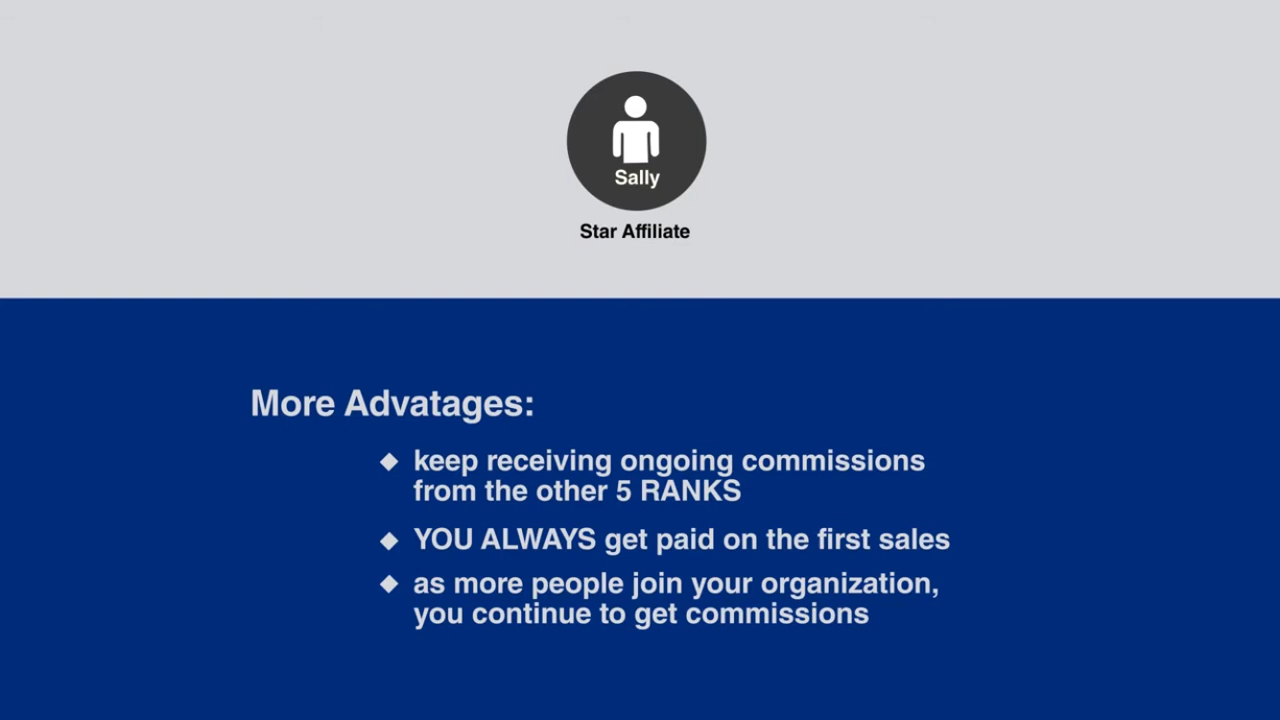 Sally
Star Affiliate
More Advatages:
◆ keep receiving ongoing commissions
from the other 5 RANKS
◆ YOU ALWAYS get paid on the first sales
◆ as more people join your organization,
you continue to get commissions